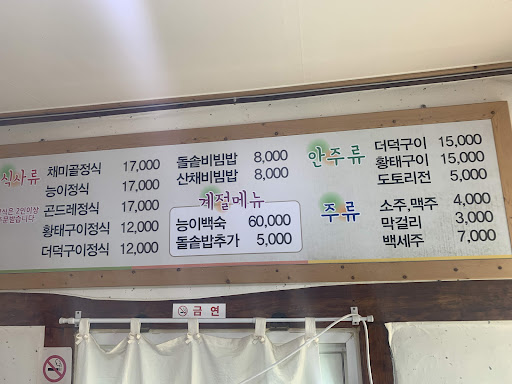 식사류
채미골정식 17,000
능이정식 17,000
곤드레정식 17,000
황태구이정식 12,000
더덕구이정식 12,000
2인이상
돌솥비빔밥 8,000
산채비빔밥 8,000
계절메뉴
능이백숙 60,000
돌솥밥추가 5,000
안주류
더덕구이 15,000
황태구이 15,000
도토리전 5,000
주류
소주,맥주 4,000
막걸리 3,000
백세주 7,000
금연